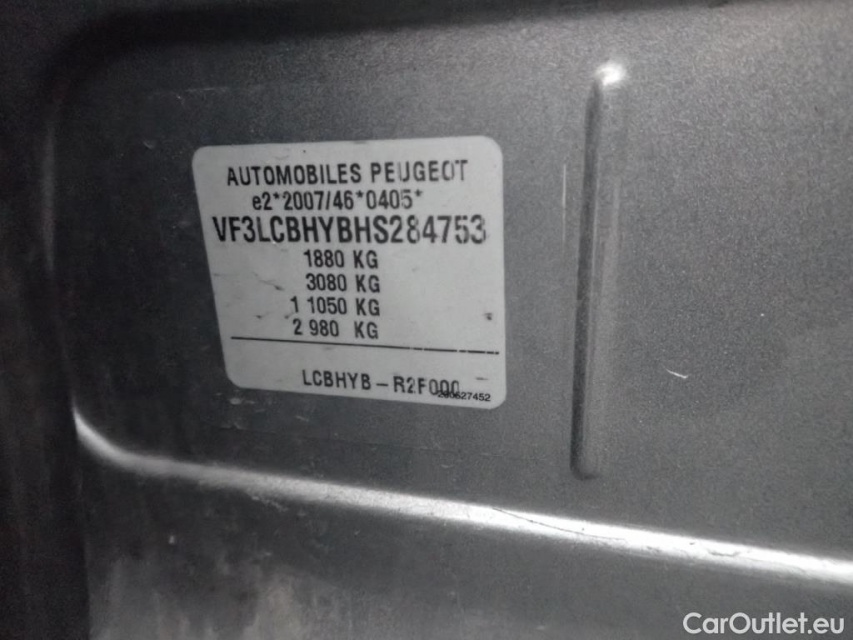 AUTOMOBILES PEUGEOT
e2*2007/46*0405*
VF3LCBHYBHS284753
1880 KG
3080 KG
1 1050 KG
2 980 KG
LCBHYB-R2F000
CarOutlet.eu